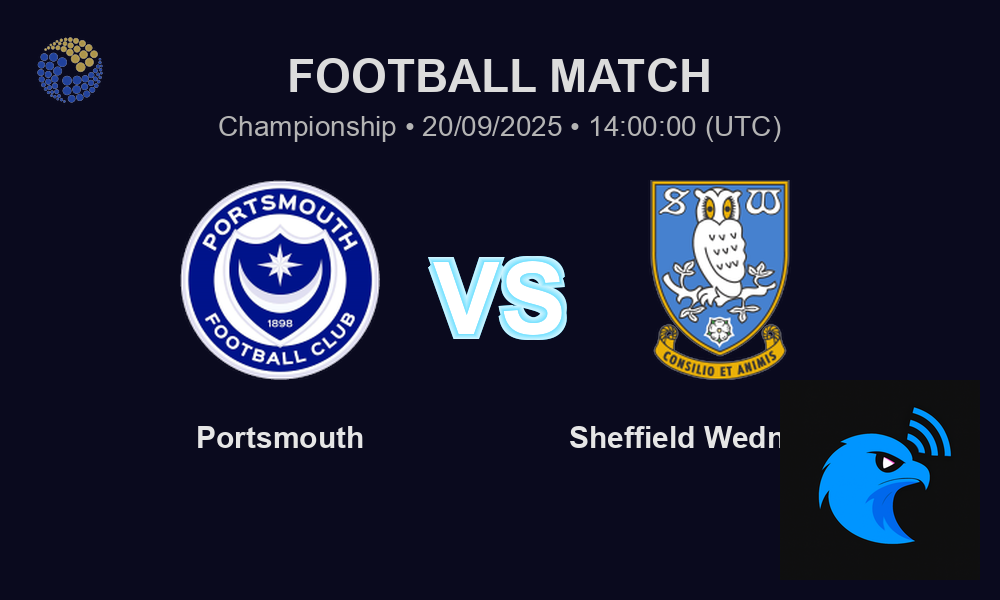 FOOTBALL MATCH
Championship • 20/09/2025 • 14:00:00 (UTC)
PORTSMOUTH
1898
FOOTBALL CLUB
VS
S W
CONSILIO ET ANIMIS
Portsmouth
Sheffield Wedn